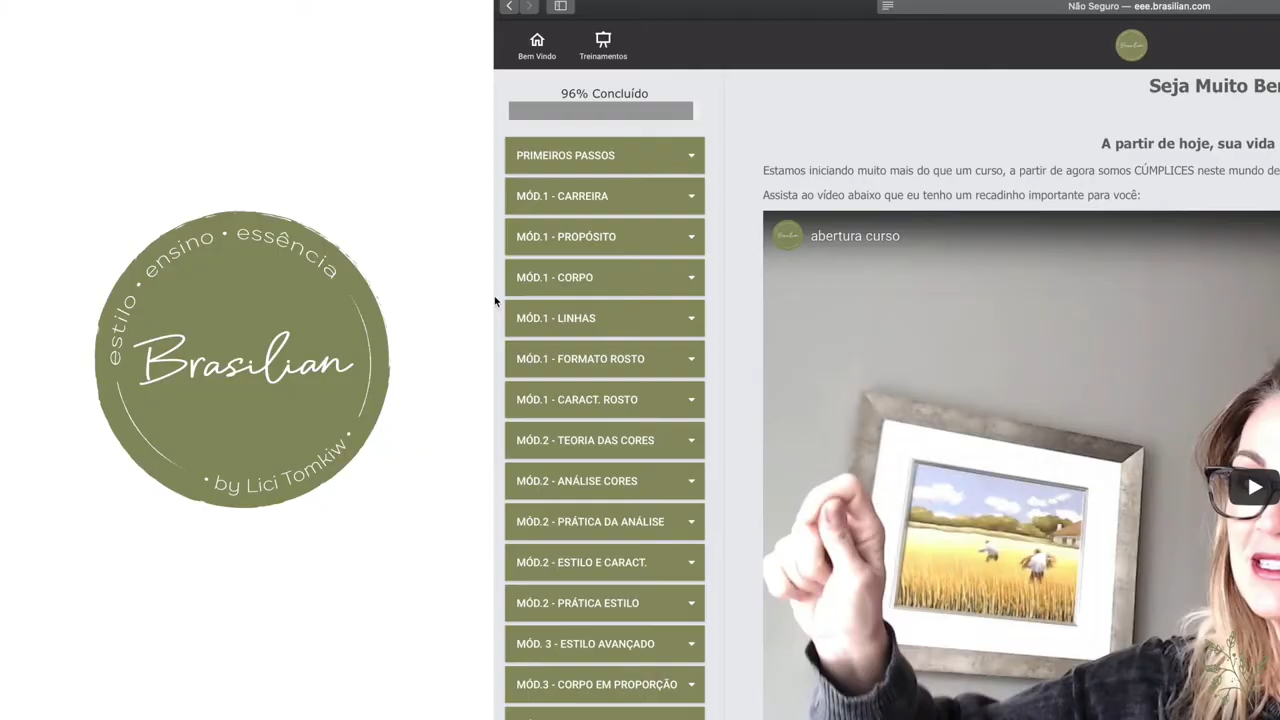 estilo • ensino • essência
Brasilian
• by Lici Tomkiw •
Não Seguro — eee.brasilian.com
Bem Vindo
Treinamentos
Brasilian
96% Concluído
PRIMEIROS PASSOS
MÓD.1 - CARREIRA
MÓD.1 - PROPÓSITO
MÓD.1 - CORPO
MÓD.1 - LINHAS
MÓD.1 - FORMATO ROSTO
MÓD.1 - CARACT. ROSTO
MÓD.2 - TEORIA DAS CORES
MÓD.2 - ANÁLISE CORES
MÓD.2 - PRÁTICA DA ANÁLISE
MÓD.2 - ESTILO E CARACT.
MÓD.2 - PRÁTICA ESTILO
MÓD. 3 - ESTILO AVANÇADO
MÓD.3 - CORPO EM PROPORÇÃO
Seja Muito Be
A partir de hoje, sua vida
Estamos iniciando muito mais do que um curso, a partir de agora somos CÚMPLICES neste mundo de
Assista ao vídeo abaixo que eu tenho um recadinho importante para você:
abertura curso